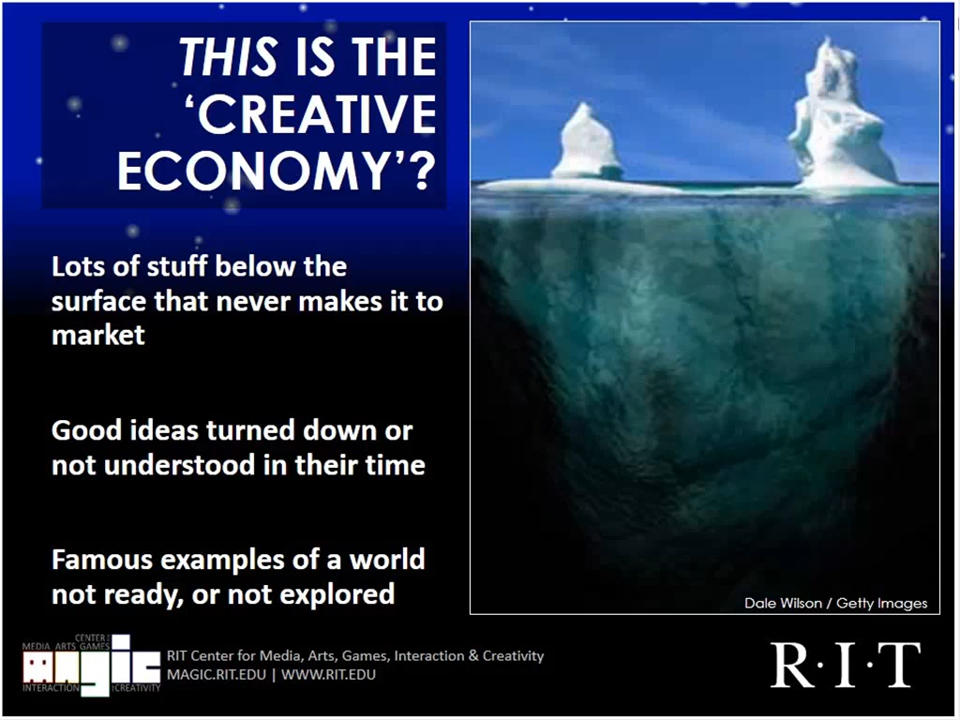 THIS IS THE
‘CREATIVE
ECONOMY’?
Lots of stuff below the
surface that never makes it to
market
Good ideas turned down or
not understood in their time
Famous examples of a world
not ready, or not explored
Dale Wilson / Getty Images
CENTER for
MEDIA ARTS GAMES
magic
INTERACTION &CREATIVITY
RIT Center for Media, Arts, Games, Interaction & Creativity
MAGIC.RIT.EDU | WWW.RIT.EDU
R·I·T